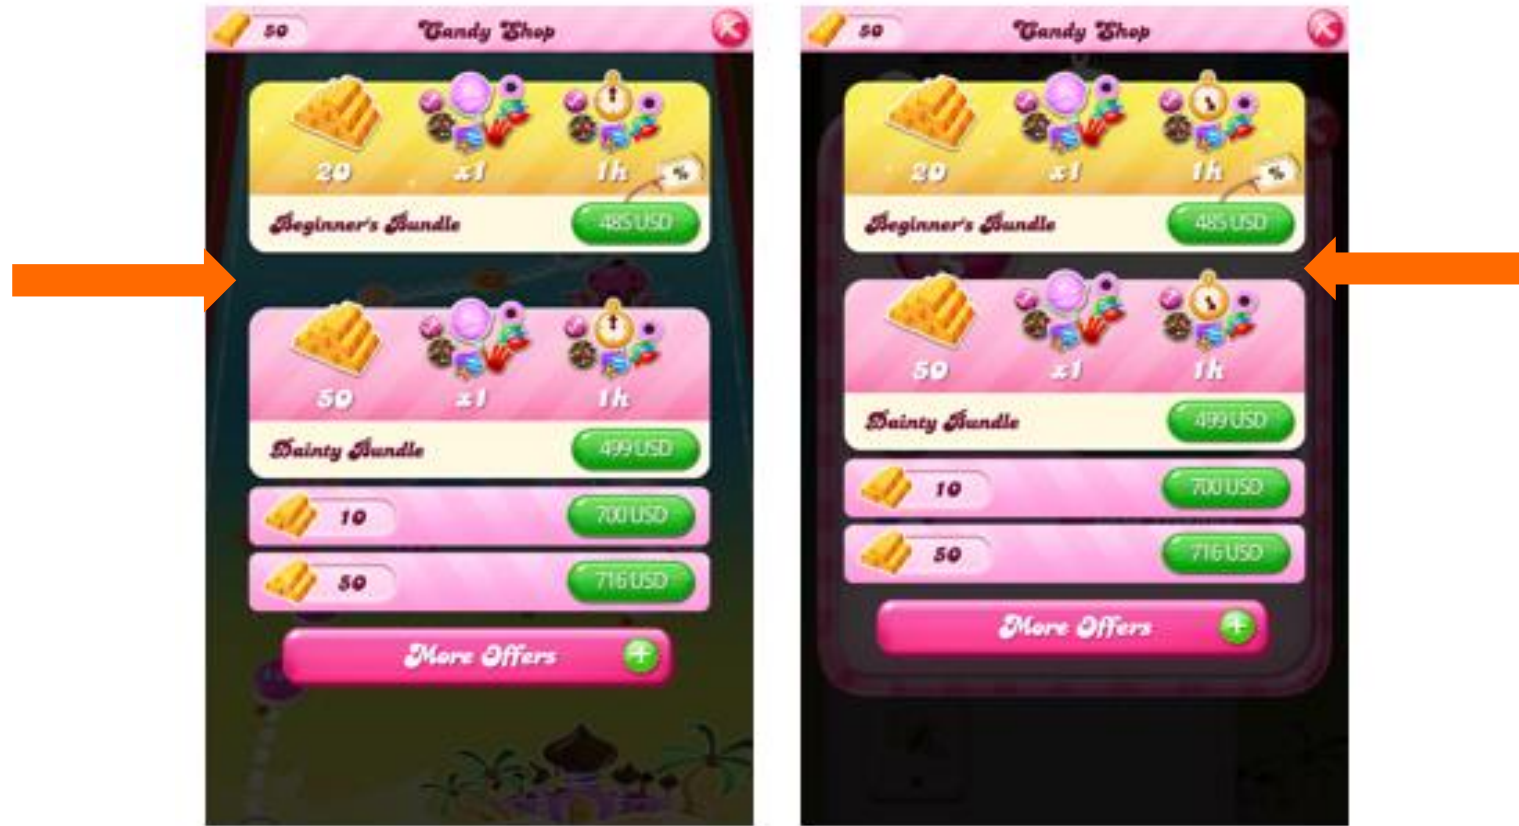 50 Candy Shop
20 x1 1h
%
Beginner's Bundle 485 USD
50 x1 1h
Dainty Bundle 499 USD
10 700 USD
50 716 USD
More Offers
50 Candy Shop
20 x1 1h
%
Beginner's Bundle 485 USD
50 x1 1h
Dainty Bundle 499 USD
10 700 USD
50 716 USD
More Offers